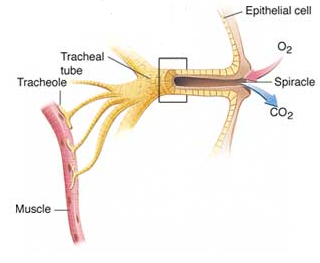 Epithelial cell
O2
Tracheal
tube
Tracheole
Spiracle
CO2
Muscle